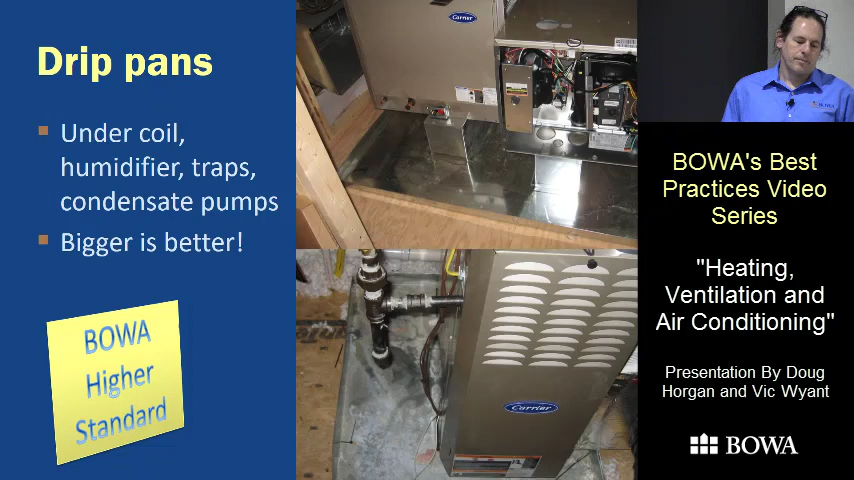 Drip pans
Under coil,
humidifier, traps,
condensate pumps
Bigger is better!
BOWA
Higher
Standard
Carrier
Carrier
BOWA's Best
Practices Video
Series
"Heating,
Ventilation and
Air Conditioning"
Presentation By Doug
Horgan and Vic Wyant
BOWA